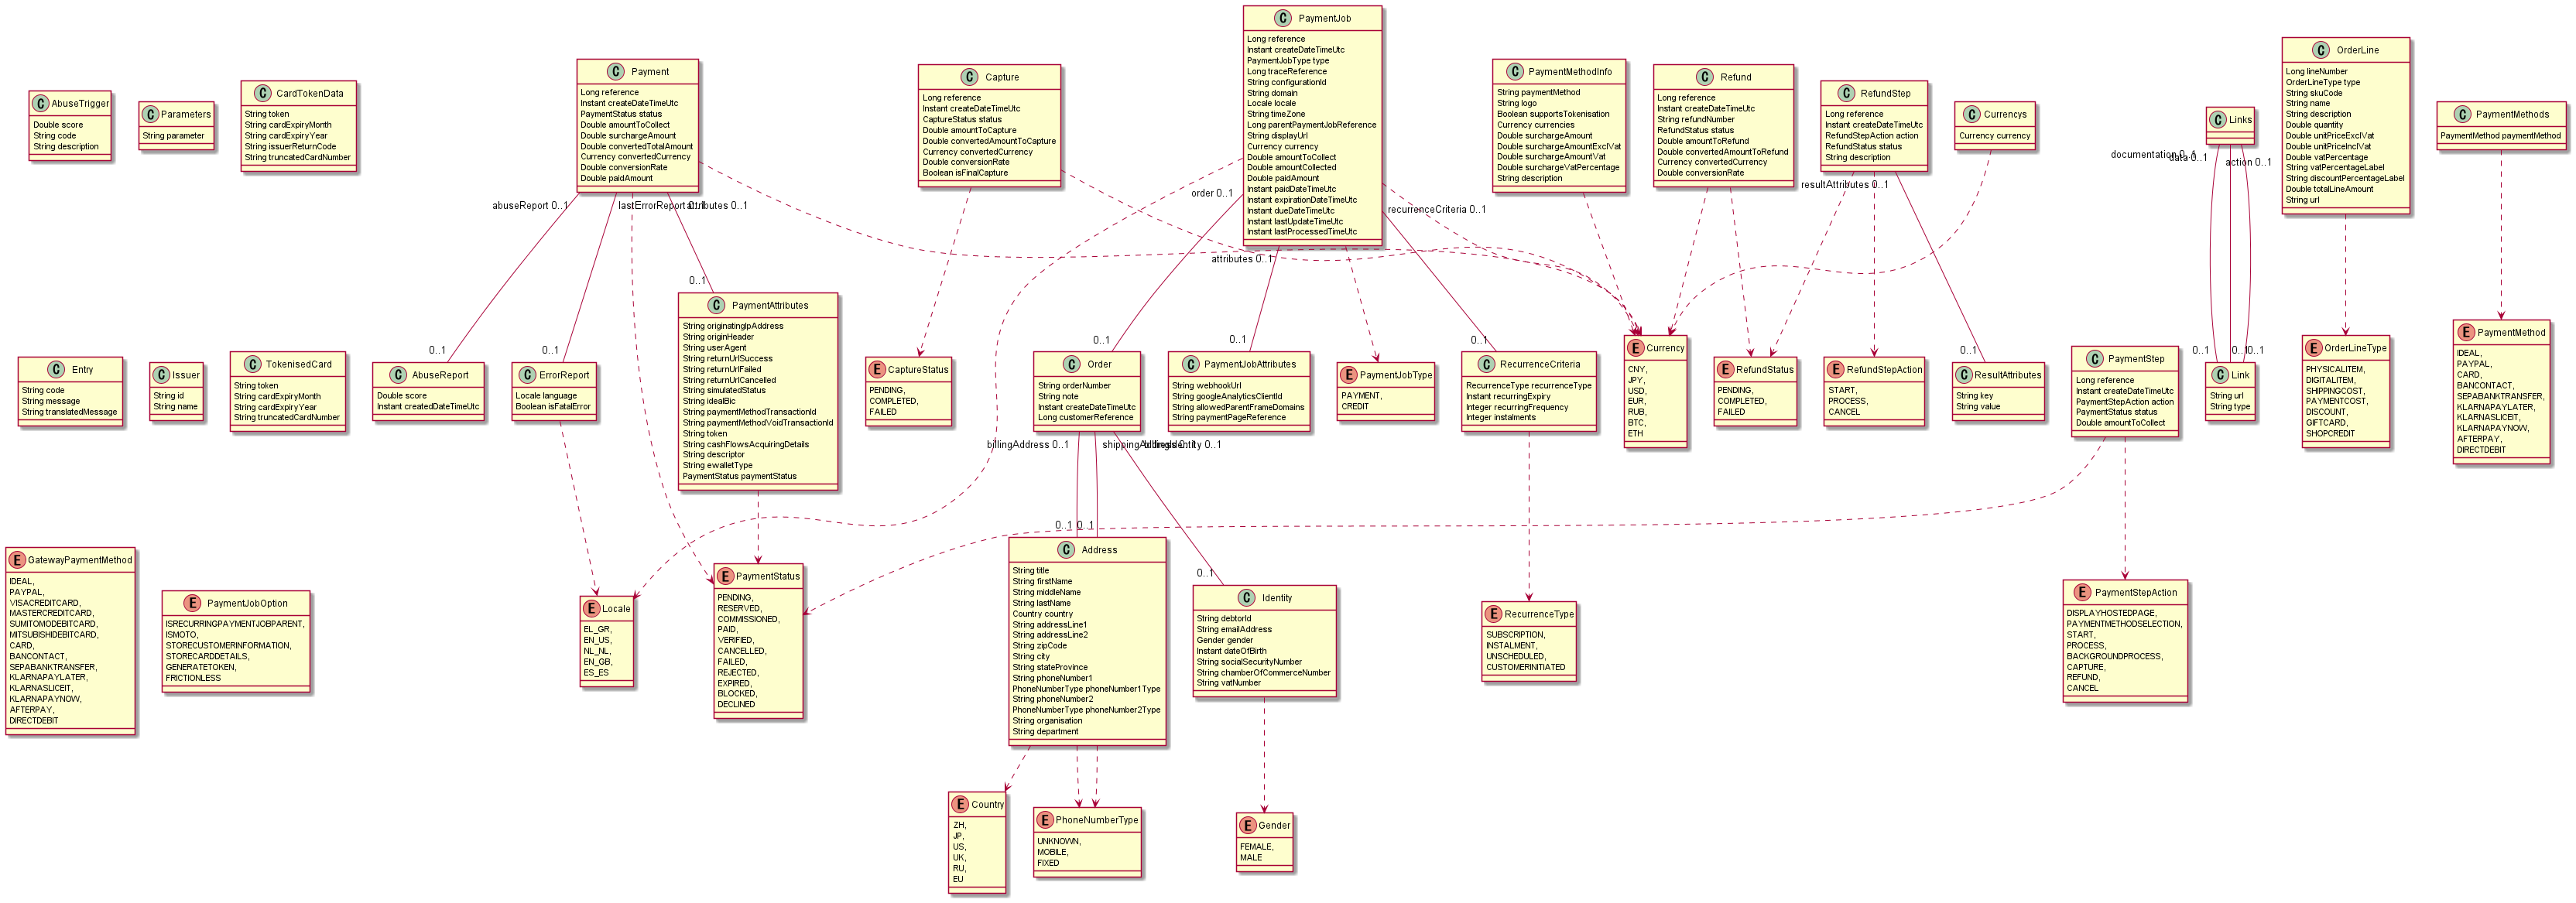 PaymentJob
Long reference
Instant createDateTimeUtc
PaymentJobType type
Long traceReference
String configurationId
String domain
Locale locale
String timeZone
Long parentPaymentJobReference
String displayUrl
Currency currency
Double amountToCollect
Double amountCollected
Double paidAmount
Instant paidDateTimeUtc
Instant expirationDateTimeUtc
Instant dueDateTimeUtc
Instant lastUpdateTimeUtc
Instant lastProcessedTimeUtc
AbuseTrigger
Double score
String code
String description
Parameters
String parameter
CardTokenData
String token
String cardExpiryMonth
String cardExpiryYear
String issuerReturnCode
String truncatedCardNumber
Payment
Long reference
Instant createDateTimeUtc
PaymentStatus status
Double amountToCollect
Double surchargeAmount
Double convertedTotalAmount
Currency convertedCurrency
Double conversionRate
Double paidAmount
Capture
Long reference
Instant createDateTimeUtc
CaptureStatus status
Double amountToCapture
Double convertedAmountToCapture
Currency convertedCurrency
Double conversionRate
Boolean isFinalCapture
PaymentMethodInfo
String paymentMethod
String logo
Boolean supportsTokenisation
Currency currencies
Double surchargeAmount
Double surchargeAmountExclVat
Double surchargeAmountVat
Double surchargeVatPercentage
String description
Refund
Long reference
Instant createDateTimeUtc
String refundNumber
RefundStatus status
Double amountToRefund
Double convertedAmountToRefund
Currency convertedCurrency
Double conversionRate
RefundStep
Long reference
Instant createDateTimeUtc
RefundStepAction action
RefundStatus status
String description
Currencys
Currency currency
Links
OrderLine
Long lineNumber
OrderLineType type
String skuCode
String name
String description
Double quantity
Double unitPriceExclVat
Double unitPriceInclVat
Double vatPercentage
String vatPercentageLabel
String discountPercentageLabel
Double totalLineAmount
String url
PaymentMethods
PaymentMethod paymentMethod
abuseReport 0..1
lastErrorReport 0..1
attributes 0..1
order 0..1
attributes 0..1
recurrenceCriteria 0..1
resultAttributes 0..1
documentation 0..1
data 0..1
action 0..1
0..1
PaymentAttributes
String originatingIpAddress
String originHeader
String userAgent
String returnUrlSuccess
String returnUrlFailed
String returnUrlCancelled
String simulatedStatus
String idealBic
String paymentMethodTransactionId
String paymentMethodVoidTransactionId
String token
String cashFlowsAcquiringDetails
String descriptor
String ewalletType
PaymentStatus paymentStatus
0..1
0..1
0..1
0..1
0..1
0..1
0..1
0..1
0..1
Entry
String code
String message
String translatedMessage
Issuer
String id
String name
TokenisedCard
String token
String cardExpiryMonth
String cardExpiryYear
String truncatedCardNumber
AbuseReport
Double score
Instant createdDateTimeUtc
ErrorReport
Locale language
Boolean isFatalError
CaptureStatus
PENDING,
COMPLETED,
FAILED
Order
String orderNumber
String note
Instant createDateTimeUtc
Long customerReference
PaymentJobAttributes
String webhookUrl
String googleAnalyticsClientId
String allowedParentFrameDomains
String paymentPageReference
PaymentJobType
PAYMENT,
CREDIT
RecurrenceCriteria
RecurrenceType recurrenceType
Instant recurringExpiry
Integer recurringFrequency
Integer instalments
Currency
CNY,
JPY,
USD,
EUR,
RUB,
BTC,
ETH
RefundStatus
PENDING,
COMPLETED,
FAILED
RefundStepAction
START,
PROCESS,
CANCEL
ResultAttributes
String key
String value
PaymentStep
Long reference
Instant createDateTimeUtc
PaymentStepAction action
PaymentStatus status
Double amountToCollect
Link
String url
String type
OrderLineType
PHYSICALITEM,
DIGITALITEM,
SHIPPINGCOST,
PAYMENTCOST,
DISCOUNT,
GIFTCARD,
SHOPCREDIT
PaymentMethod
IDEAL,
PAYPAL,
CARD,
BANCONTACT,
SEPABANKTRANSFER,
KLARNAPAYLATER,
KLARNASLICEIT,
KLARNAPAYNOW,
AFTERPAY,
DIRECTDEBIT
billingAddress 0..1
shippingAddress 0..1
identity 0..1
0..1
0..1
0..1
GatewayPaymentMethod
IDEAL,
PAYPAL,
VISACREDITCARD,
MASTERCREDITCARD,
SUMITOMODEBITCARD,
MITSUBISHIDEBITCARD,
CARD,
BANCONTACT,
SEPABANKTRANSFER,
KLARNAPAYLATER,
KLARNASLICEIT,
KLARNAPAYNOW,
AFTERPAY,
DIRECTDEBIT
PaymentJobOption
ISRECURRINGPAYMENTJOBPARENT,
ISMOTO,
STORECUSTOMERINFORMATION,
STORECARDDETAILS,
GENERATETOKEN,
FRICTIONLESS
Locale
EL_GR,
EN_US,
NL_NL,
EN_GB,
ES_ES
PaymentStatus
PENDING,
RESERVED,
COMMISSIONED,
PAID,
VERIFIED,
CANCELLED,
FAILED,
REJECTED,
EXPIRED,
BLOCKED,
DECLINED
Address
String title
String firstName
String middleName
String lastName
Country country
String addressLine1
String addressLine2
String zipCode
String city
String stateProvince
String phoneNumber1
PhoneNumberType phoneNumber1Type
String phoneNumber2
PhoneNumberType phoneNumber2Type
String organisation
String department
Identity
String debtorId
String emailAddress
Gender gender
Instant dateOfBirth
String socialSecurityNumber
String chamberOfCommerceNumber
String vatNumber
RecurrenceType
SUBSCRIPTION,
INSTALMENT,
UNSCHEDULED,
CUSTOMERINITIATED
PaymentStepAction
DISPLAYHOSTEDPAGE,
PAYMENTMETHODSELECTION,
START,
PROCESS,
BACKGROUNDPROCESS,
CAPTURE,
REFUND,
CANCEL
Country
ZH,
JP,
US,
UK,
RU,
EU
PhoneNumberType
UNKNOWN,
MOBILE,
FIXED
Gender
FEMALE,
MALE